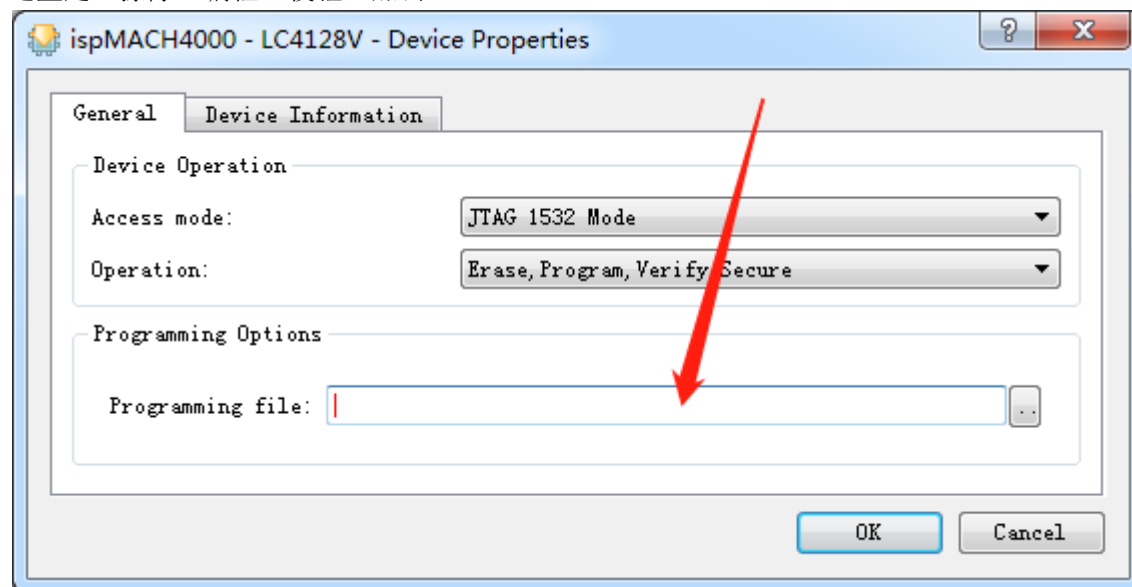 ispMACH4000 - LC4128V - Device Properties
General
Device Information
Device Operation
Access mode:
JTAG 1532 Mode
Operation:
Erase,Program,Verify,Secure
Programming Options
Programming file:
..
OK
Cancel